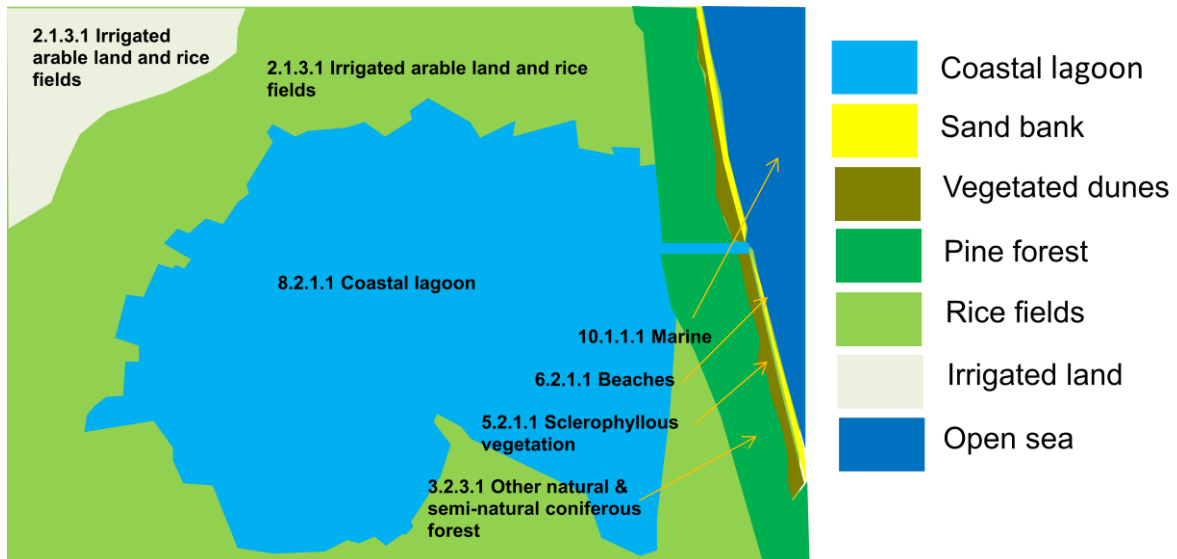 2.1.3.1 Irrigated
arable land and rice
fields
2.1.3.1 Irrigated arable land and rice
fields
8.2.1.1 Coastal lagoon
10.1.1.1 Marine
6.2.1.1 Beaches
5.2.1.1 Sclerophyllous
vegetation
3.2.3.1 Other natural &
semi-natural coniferous
forest
Coastal lagoon
Sand bank
Vegetated dunes
Pine forest
Rice fields
Irrigated land
Open sea